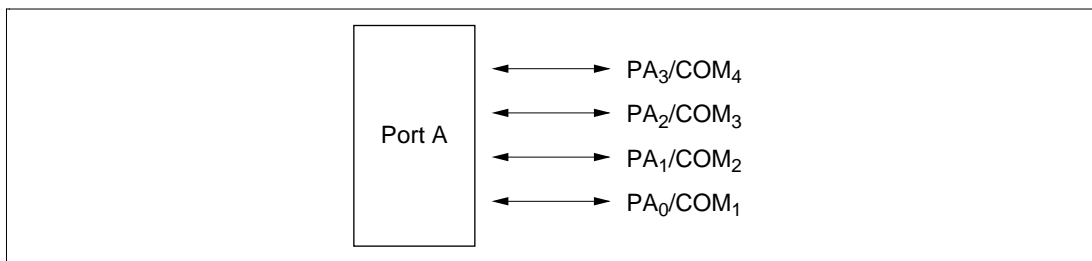 Port A
PA₃/COM₄
PA₂/COM₃
PA₁/COM₂
PA₀/COM₁